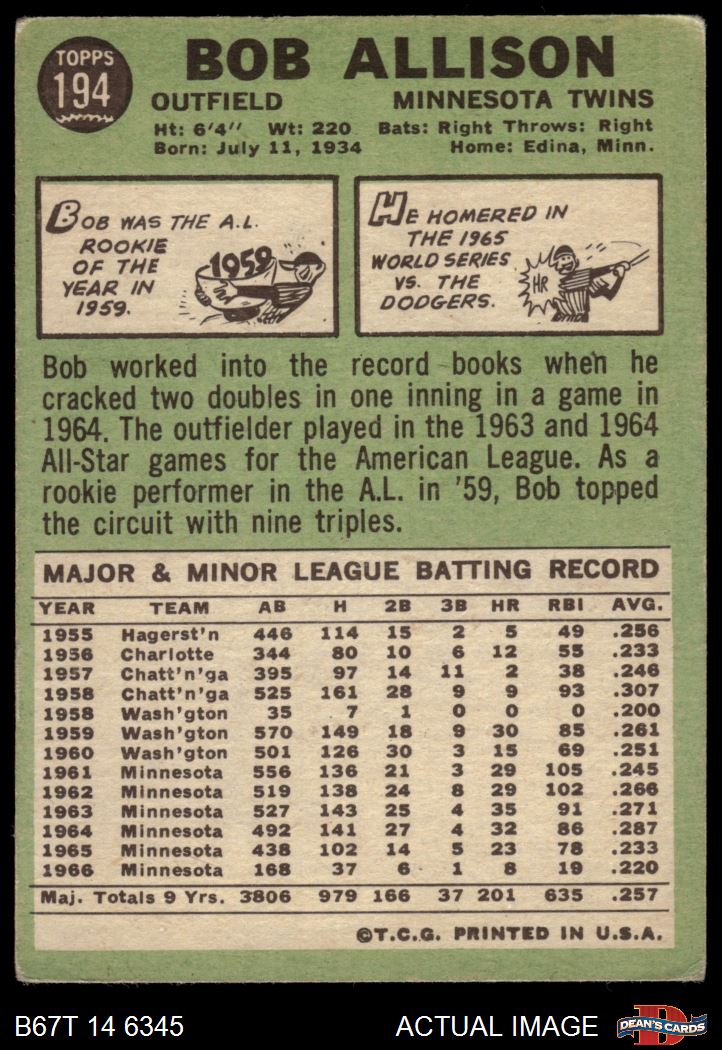 TOPPS
194
BOB ALLISON
OUTFIELD MINNESOTA TWINS
Ht: 6'4" Wt: 220 Bats: Right Throws: Right
Born: July 11, 1934 Home: Edina, Minn.
BOB WAS THE A.L.
ROOKIE
OF THE
YEAR IN
1959.
1959
HE HOMERED IN
THE 1965
WORLD SERIES
VS. THE
DODGERS.
HR
Bob worked into the record books when he
cracked two doubles in one inning in a game in
1964. The outfielder played in the 1963 and 1964
All-Star games for the American League. As a
rookie performer in the A.L. in '59, Bob topped
the circuit with nine triples.
MAJOR & MINOR LEAGUE BATTING RECORD
YEAR TEAM AB H 2B 3B HR RBI AVG.
1955 Hagerst'n 446 114 15 2 5 49 .256
1956 Charlotte 344 80 10 6 12 55 .233
1957 Chatt'n'ga 395 97 14 11 2 38 .246
1958 Chatt'n'ga 525 161 28 9 9 93 .307
1958 Wash'gton 35 7 1 0 0 0 .200
1959 Wash'gton 570 149 18 9 30 85 .261
1960 Wash'gton 501 126 30 3 15 69 .251
1961 Minnesota 556 136 21 3 29 105 .245
1962 Minnesota 519 138 24 8 29 102 .266
1963 Minnesota 527 143 25 4 35 91 .271
1964 Minnesota 492 141 27 4 32 86 .287
1965 Minnesota 438 102 14 5 23 78 .233
1966 Minnesota 168 37 6 1 8 19 .220
Maj. Totals 9 Yrs. 3806 979 166 37 201 635 .257
©T.C.G. PRINTED IN U.S.A.
B67T 14 6345 ACTUAL IMAGE
D
DEAN'S CARDS